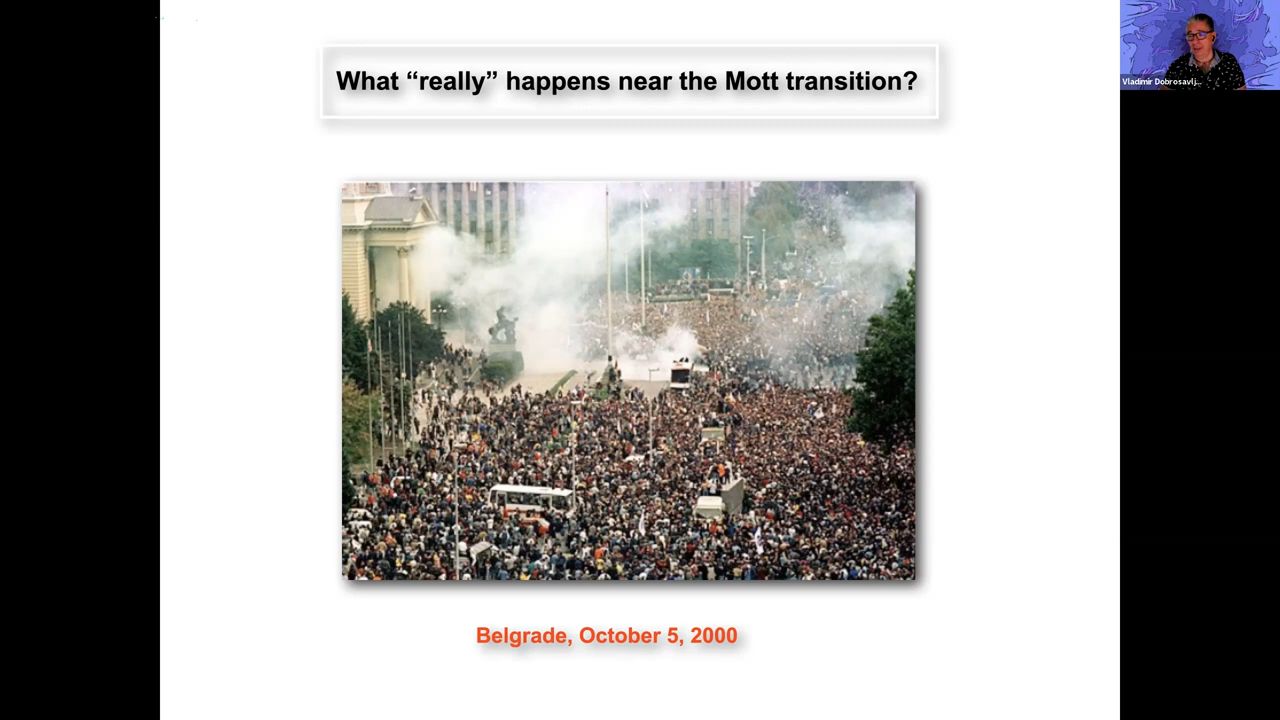 What “really” happens near the Mott transition?
Vladimir Dobrosavlj...
Belgrade, October 5, 2000